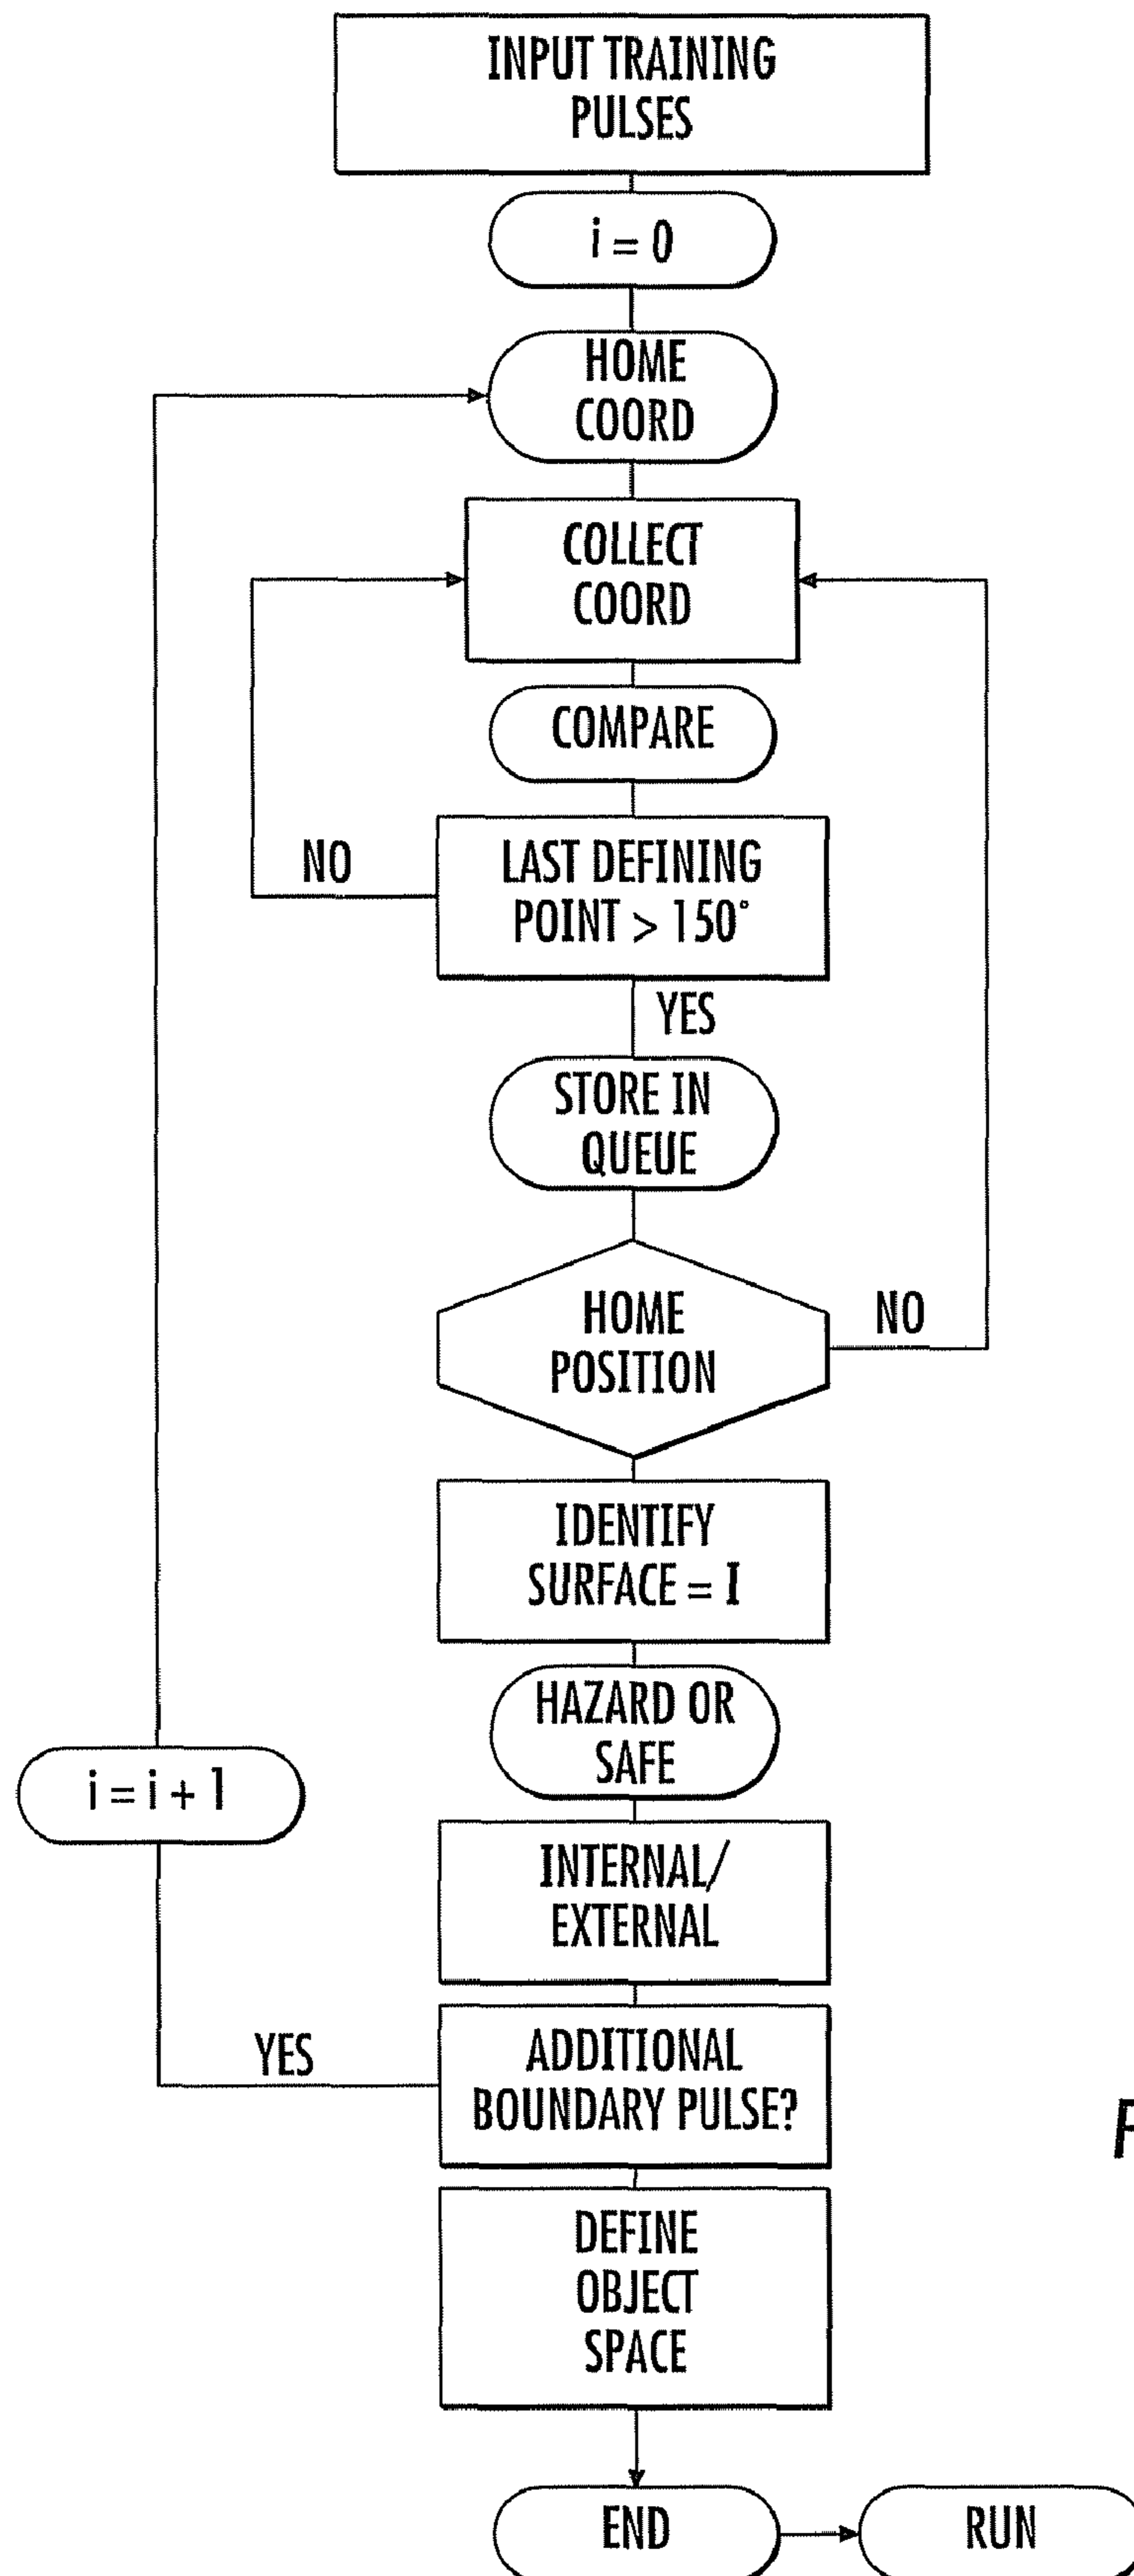 INPUT TRAINING
PULSES
i = 0
HOME
COORD
COLLECT
COORD
COMPARE
NO
LAST DEFINING
POINT > 150°
YES
STORE IN
QUEUE
HOME
POSITION
NO
IDENTIFY
SURFACE = I
HAZARD OR
SAFE
i = i + 1
INTERNAL/
EXTERNAL
YES
ADDITIONAL
BOUNDARY PULSE?
DEFINE
OBJECT
SPACE
END
RUN